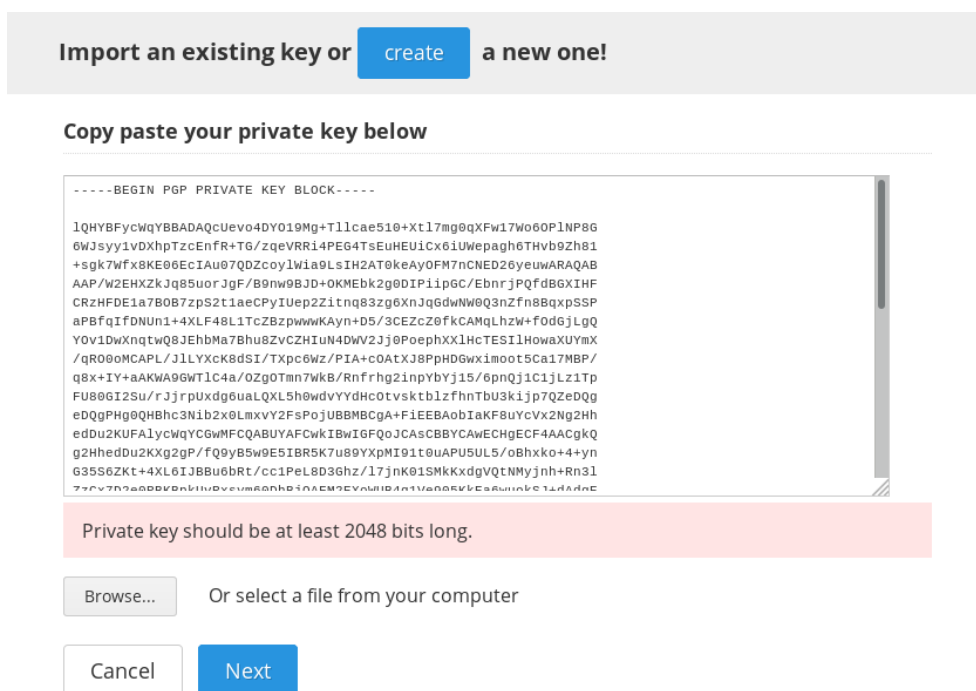 Import an existing key or create a new one!
Copy paste your private key below
-----BEGIN PGP PRIVATE KEY BLOCK-----
lQHYBFycWqYBBADAQcUevo4DYO19Mg+Tllcae510+Xtl7mg0qXFw17Wo6OPlNP8G
6WJsyy1vDXhpTzcEnfR+TG/zqeVRRi4PEG4TsEuHEUiCx6iUWepagh6THvb9Zh81
+sgk7Wfx8KE06EcIAu07QDZcoylWia9LsIH2AT0keAyOFM7nCNED26yeuwARAQAB
AAP/W2EHXZkJq85uorJgF/B9nw9BJD+OKMEbk2g0DIPiipGC/EbnrjPQfdBGXIHF
CRzHFDE1a7BOB7zpS2t1aeCPyIUep2Zitnq83zg6XnJqGdwNW0Q3nZfn8BqxpSSP
aPBfqIfDNUn1+4XLF48L1TcZBzpwwwKAyn+D5/3CEZcZ0fkCAMqLhzW+fOdGjLgQ
YOv1DwXnqtwQ8JEhbMa7Bhu8ZvCZHIuN4DWV2Jj0PoephXXlHcTESIlHowaXUYmX
/qRO0oMCAPL/JlLYXcK8dSI/TXpc6Wz/PIA+cOAtXJ8PpHDGwximoot5Ca17MBP/
q8x+IY+aAKWA9GWTlC4a/OZgOTmn7WkB/Rnfrhg2inpYbYj15/6pnQj1C1jLz1Tp
FU80GI2Su/rJjrpUxdg6uaLQXL5h0wdvYYdHcOtvsktblzfhnTbU3kijp7QZeDQg
eDQgPHg0QHBhc3Nib2x0LmxvY2FsPojUBBMBCgA+FiEEBAobIaKF8uYcVx2Ng2Hh
edDu2KUFAlycWqYCGwMFCQABUYAFCwkIBwIGFQoJCAsCBBYCAwECHgECF4AACgkQ
g2HhedDu2KXg2gP/fQ9yB5w9E5IBR5K7u89YXpMI91t0uAPU5UL5/oBhxko+4+yn
G35S6ZKt+4XL6IJBBu6bRt/cc1PeL8D3Ghz/l7jnK01SMkKxdgVQtNMyjnh+Rn3l
Private key should be at least 2048 bits long.
Browse... Or select a file from your computer
Cancel Next